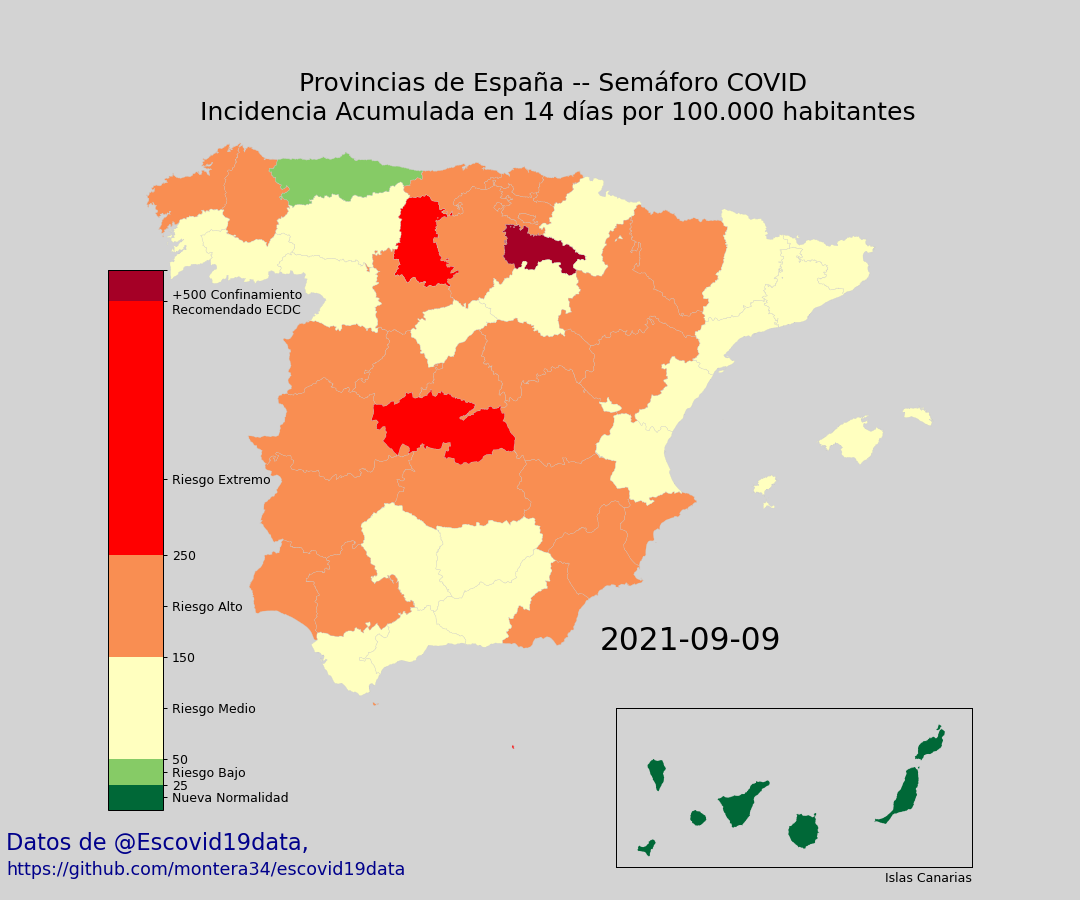 Provincias de España -- Semáforo COVID
Incidencia Acumulada en 14 días por 100.000 habitantes
+500 Confinamiento
Recomendado ECDC
Riesgo Extremo
250
Riesgo Alto
150
Riesgo Medio
50
Riesgo Bajo
25
Nueva Normalidad
2021-09-09
Islas Canarias
Datos de @Escovid19data,
https://github.com/montera34/escovid19data